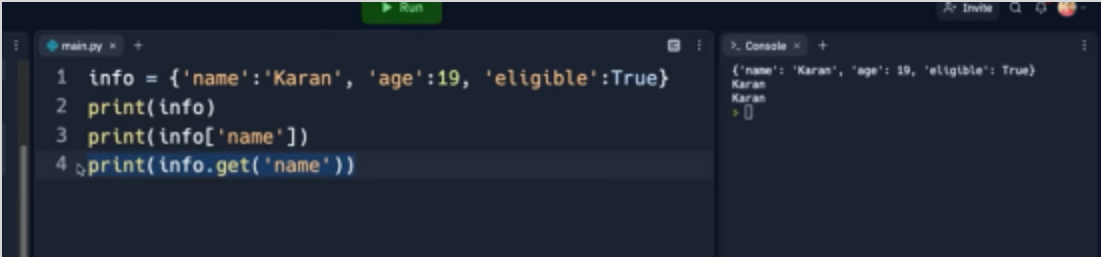 Run
Invite
main.py × +
1 info = {'name':'Karan', 'age':19, 'eligible':True}
2 print(info)
3 print(info['name'])
4 print(info.get('name'))
>_ Console × +
{'name': 'Karan', 'age': 19, 'eligible': True}
Karan
Karan
>